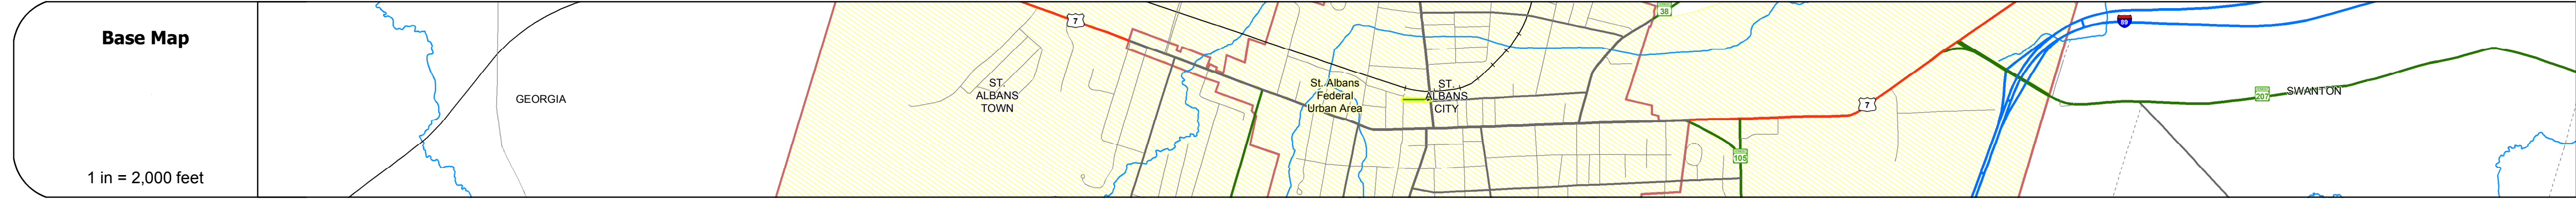 Base Map
1 in = 2,000 feet
GEORGIA
7
ST.
ALBANS
TOWN
St. Albans
Federal
Urban Area
ST.
ALBANS
CITY
38
105
7
89
207
SWANTON